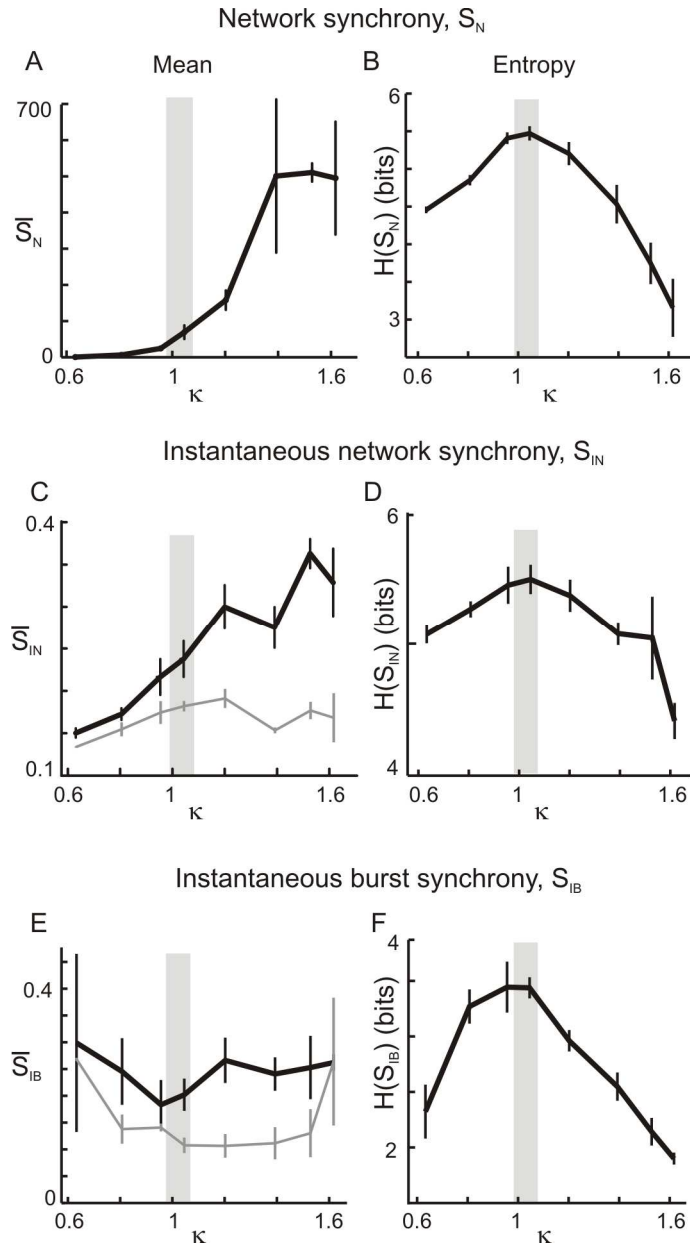 Network synchrony, S_N
A Mean B Entropy
700 6
S̅_N H(S_N) (bits)
0 3
0.6 1 1.6 0.6 1 1.6
κ κ
Instantaneous network synchrony, S_IN
C D
0.4 6
S̅_IN H(S_IN) (bits)
0.1 4
0.6 1 1.6 0.6 1 1.6
κ κ
Instantaneous burst synchrony, S_IB
E F
0.4 4
S̅_IB H(S_IB) (bits)
0 2
0.6 1 1.6 0.6 1 1.6
κ κ